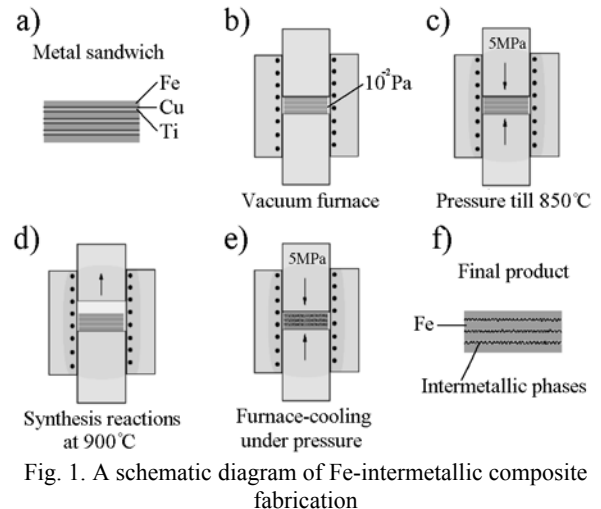 a)
Metal sandwich
Fe
Cu
Ti
b)
10⁻²Pa
Vacuum furnace
c)
5MPa
Pressure till 850°C
d)
Synthesis reactions
at 900°C
e)
5MPa
Furnace-cooling
under pressure
f)
Final product
Fe
Intermetallic phases
Fig. 1. A schematic diagram of Fe-intermetallic composite
fabrication